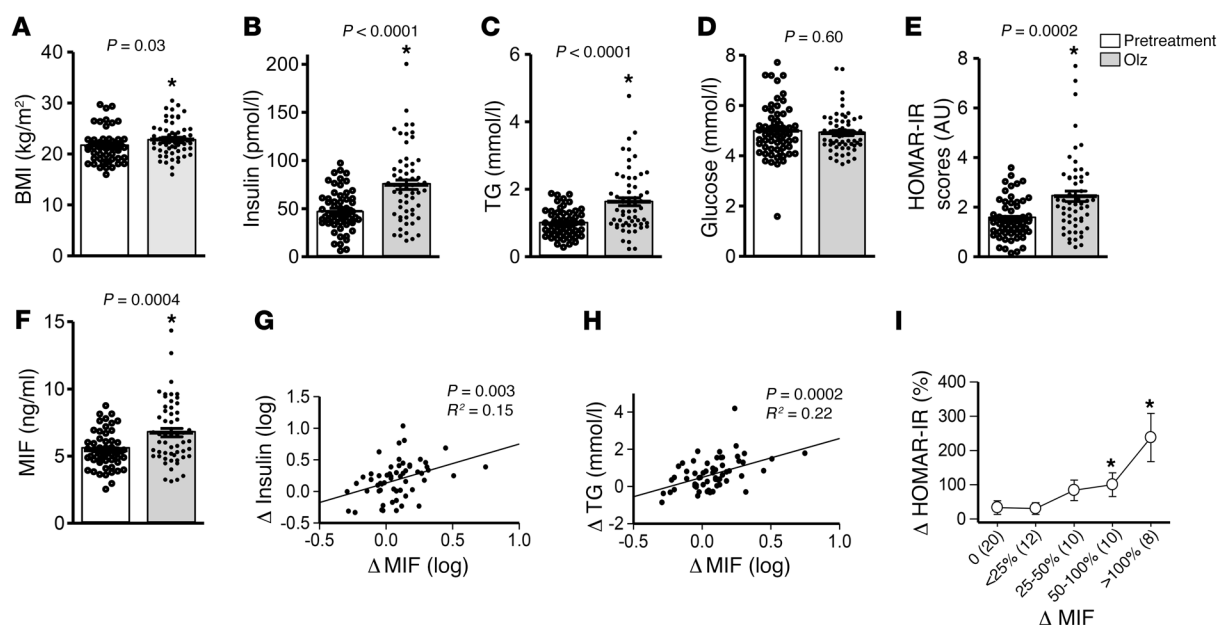 A
P = 0.03
*
BMI (kg/m²)
40
30
20
10
0
B
P < 0.0001
*
Insulin (pmol/l)
200
150
100
50
0
C
P < 0.0001
*
TG (mmol/l)
6
4
2
0
D
P = 0.60
Glucose (mmol/l)
8
6
4
2
0
E
P = 0.0002
*
HOMAR-IR
scores (AU)
8
6
4
2
0
Pretreatment
Olz
F
P = 0.0004
*
MIF (ng/ml)
15
10
5
0
G
P = 0.003
R² = 0.15
Δ Insulin (log)
1.5
1.0
0.5
0.0
-0.5
-0.5
0.0
0.5
1.0
Δ MIF (log)
H
P = 0.0002
R² = 0.22
Δ TG (mmol/l)
4
2
0
-2
-0.5
0.0
0.5
1.0
Δ MIF (log)
I
Δ HOMAR-IR (%)
400
300
200
100
0
*
*
0 (20)
<25% (12)
25-50% (10)
50-100% (10)
>100% (8)
Δ MIF